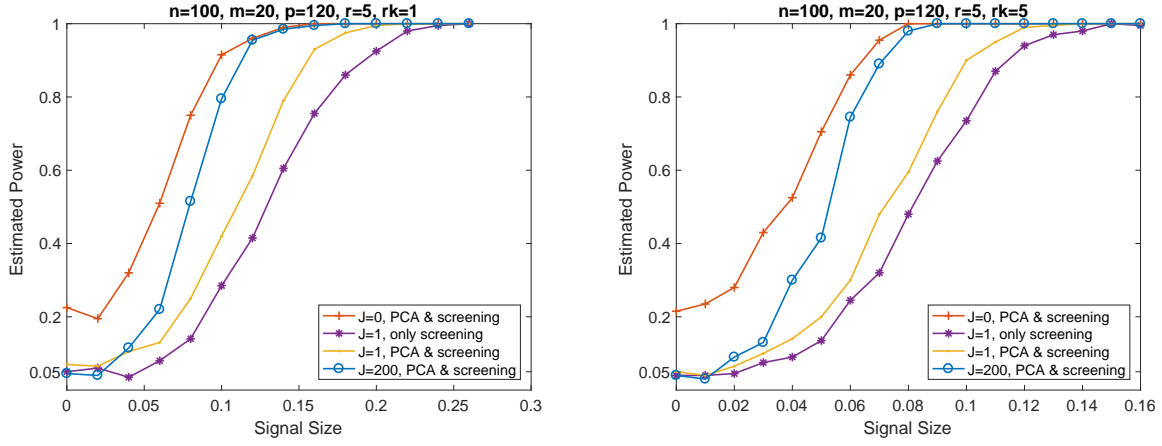 n=100, m=20, p=120, r=5, rk=1
1
0.8
0.6
0.4
0.2
0.05
Estimated Power
0
0.05
0.1
0.15
0.2
0.25
0.3
Signal Size
J=0, PCA & screening
J=1, only screening
J=1, PCA & screening
J=200, PCA & screening
n=100, m=20, p=120, r=5, rk=5
1
0.8
0.6
0.4
0.2
0.05
Estimated Power
0
0.02
0.04
0.06
0.08
0.1
0.12
0.14
0.16
Signal Size
J=0, PCA & screening
J=1, only screening
J=1, PCA & screening
J=200, PCA & screening